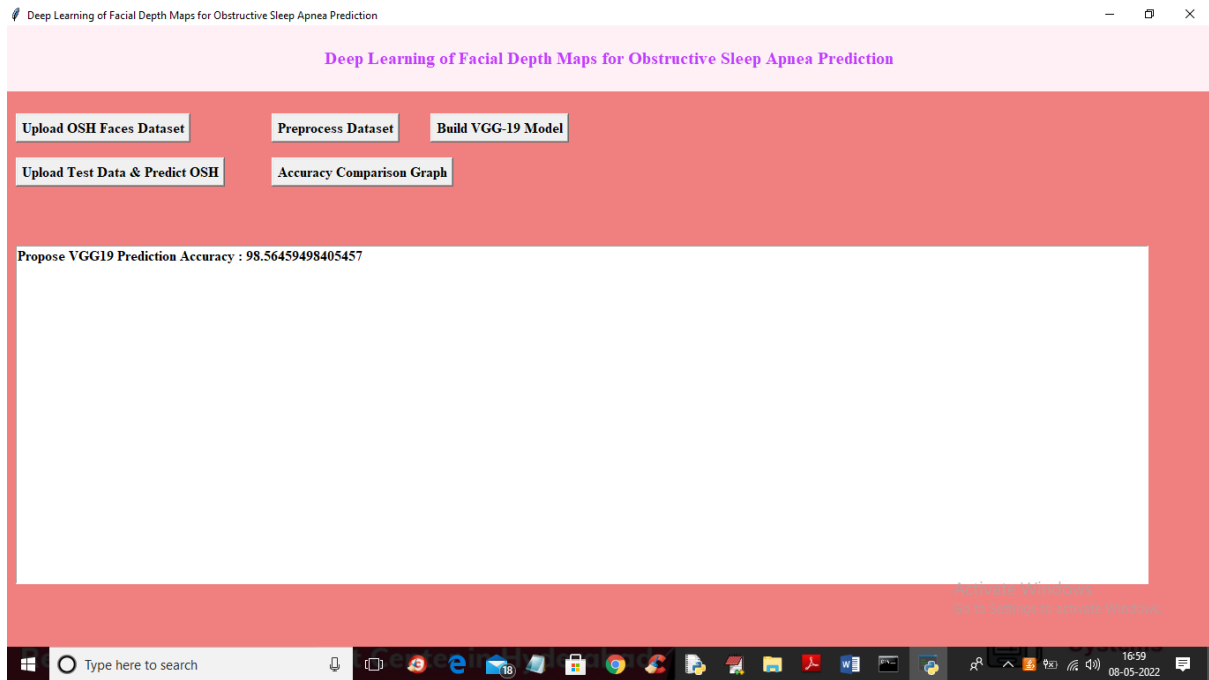 Deep Learning of Facial Depth Maps for Obstructive Sleep Apnea Prediction
Deep Learning of Facial Depth Maps for Obstructive Sleep Apnea Prediction
Upload OSH Faces Dataset Preprocess Dataset Build VGG-19 Model
Upload Test Data & Predict OSH Accuracy Comparison Graph
Propose VGG19 Prediction Accuracy : 98.56459498405457
Activate Windows
Type here to search
18
Systems
16:59
08-05-2022